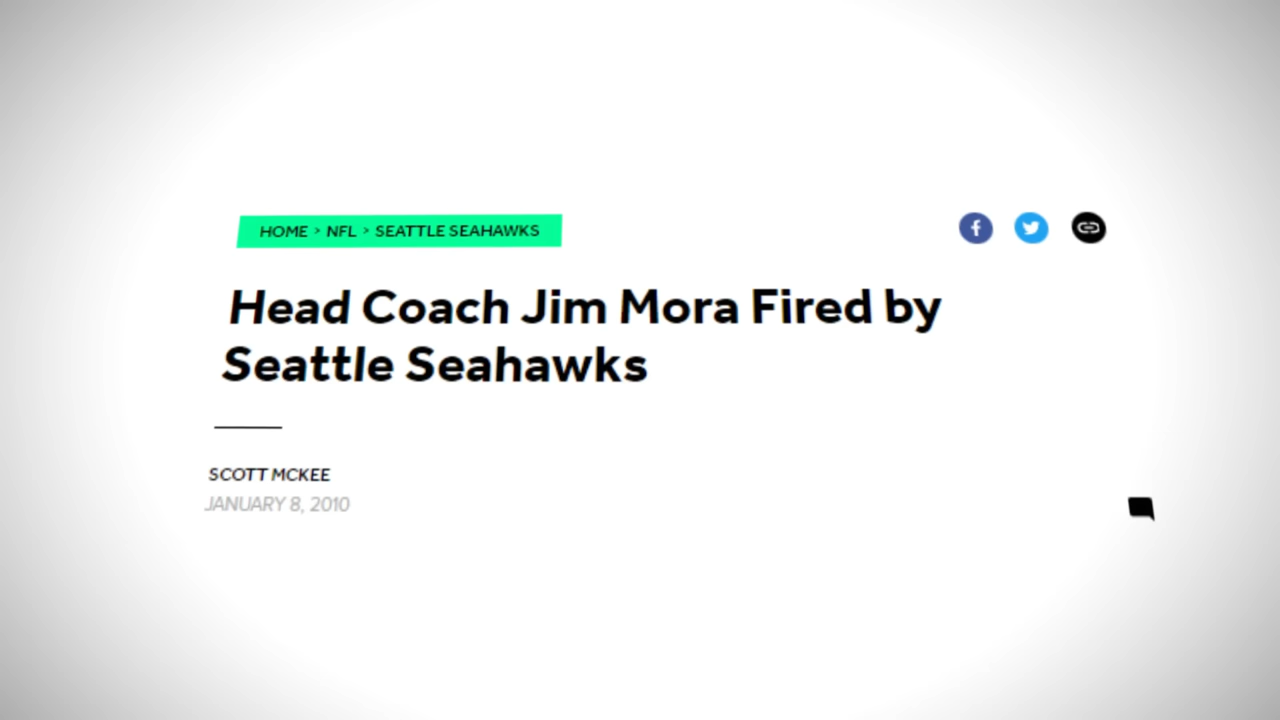 HOME > NFL > SEATTLE SEAHAWKS
Head Coach Jim Mora Fired by
Seattle Seahawks
SCOTT MCKEE
JANUARY 8, 2010